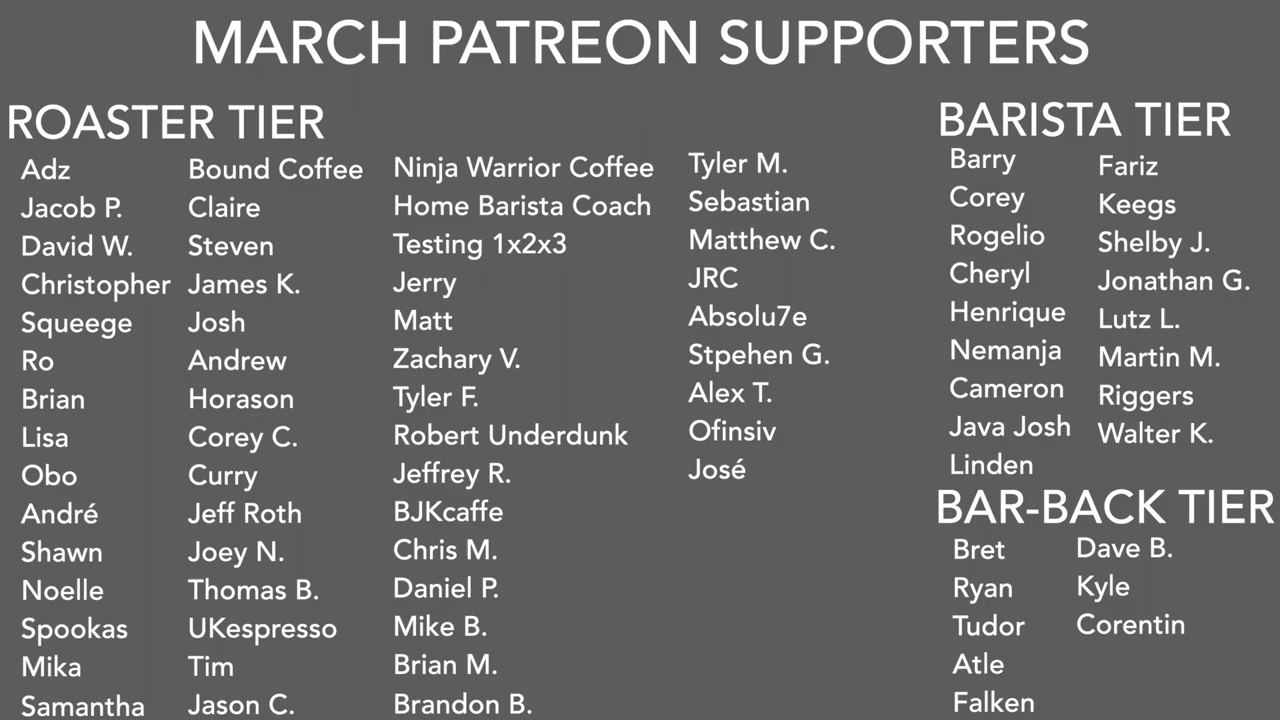 MARCH PATREON SUPPORTERS
ROASTER TIER
Adz
Jacob P.
David W.
Christopher
Squeege
Ro
Brian
Lisa
Obo
André
Shawn
Noelle
Spookas
Mika
Samantha
Bound Coffee
Claire
Steven
James K.
Josh
Andrew
Horason
Corey C.
Curry
Jeff Roth
Joey N.
Thomas B.
UKespresso
Tim
Jason C.
Ninja Warrior Coffee
Home Barista Coach
Testing 1x2x3
Jerry
Matt
Zachary V.
Tyler F.
Robert Underdunk
Jeffrey R.
BJKcaffe
Chris M.
Daniel P.
Mike B.
Brian M.
Brandon B.
Tyler M.
Sebastian
Matthew C.
JRC
Absolu7e
Stpehen G.
Alex T.
Ofinsiv
José
BARISTA TIER
Barry
Corey
Rogelio
Cheryl
Henrique
Nemanja
Cameron
Java Josh
Linden
Fariz
Keegs
Shelby J.
Jonathan G.
Lutz L.
Martin M.
Riggers
Walter K.
BAR-BACK TIER
Bret
Ryan
Tudor
Atle
Falken
Dave B.
Kyle
Corentin